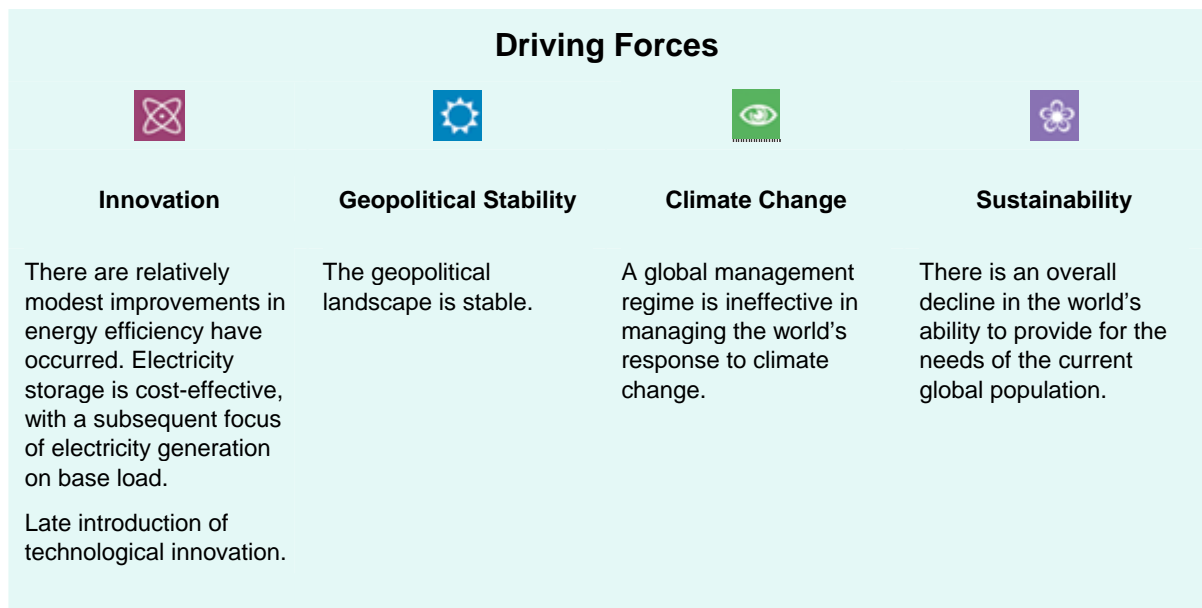 Driving Forces
Innovation
There are relatively
modest improvements in
energy efficiency have
occurred. Electricity
storage is cost-effective,
with a subsequent focus
of electricity generation
on base load.
Late introduction of
technological innovation.
Geopolitical Stability
The geopolitical
landscape is stable.
Climate Change
A global management
regime is ineffective in
managing the world's
response to climate
change.
Sustainability
There is an overall
decline in the world's
ability to provide for the
needs of the current
global population.